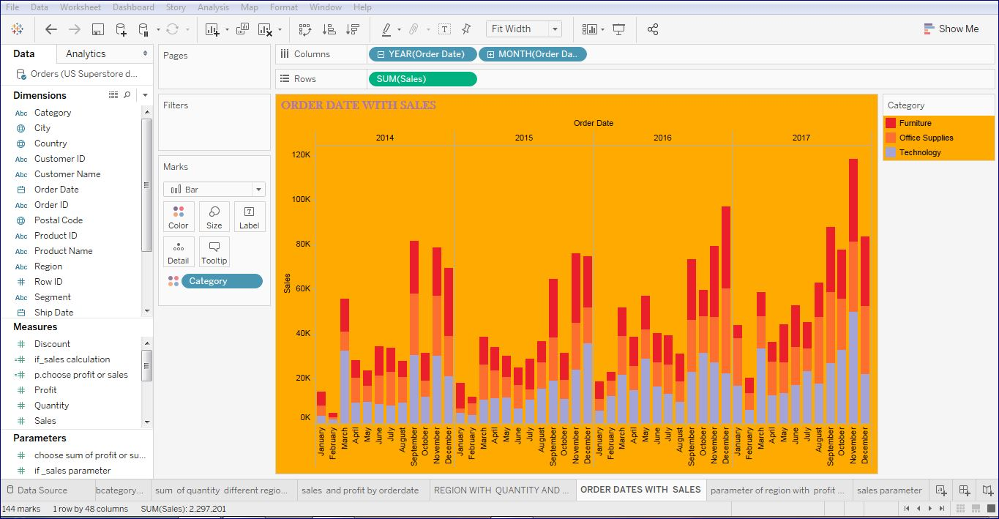 File Data Worksheet Dashboard Story Analysis Map Format Window Help
Fit Width
Show Me
Data Analytics
Orders (US Superstore d...
Dimensions
Abc Category
City
Country
Abc Customer ID
Abc Customer Name
Order Date
Abc Order ID
Postal Code
Abc Product ID
Abc Product Name
Abc Region
Row ID
Abc Segment
Ship Date
Measures
Discount
if_sales calculation
p.choose profit or sales
Profit
Quantity
Sales
Parameters
choose sum of profit or su...
if _sales parameter
Pages
Filters
Marks
Bar
Color Size Label
Detail Tooltip
Category
Columns YEAR(Order Date) MONTH(Order Da..
Rows SUM(Sales)
ORDER DATE WITH SALES
Order Date
2014 2015 2016 2017
Sales
120K
100K
80K
60K
40K
20K
0K
January February March April May June July August September October November December January February March April May June July August September October November December January February March April May June July August September October November December January February March April May June July August September October November December
Category
Furniture
Office Supplies
Technology
Data Source bcategory... sum of quantity different regio... sales and profit by orderdate REGION WITH QUANTITY AND ... ORDER DATES WITH SALES parameter of region with profit ... sales parameter
144 marks 1 row by 48 columns SUM(Sales): 2,297,201